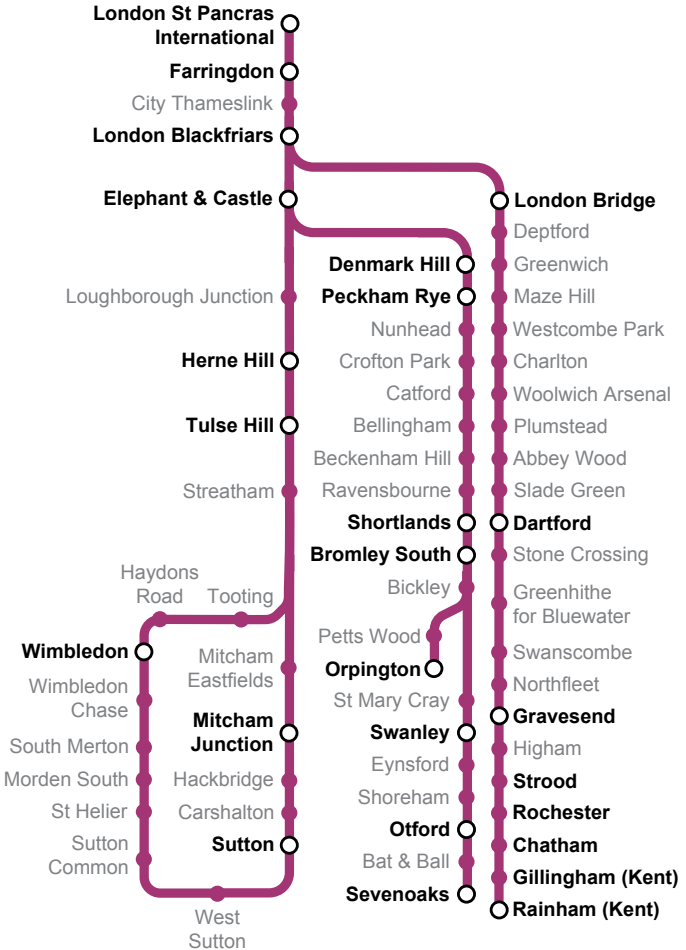 London St Pancras
International
Farringdon
City Thameslink
London Blackfriars
Elephant & Castle
Loughborough Junction
Herne Hill
Tulse Hill
Streatham
Haydons
Road
Tooting
Wimbledon
Wimbledon
Chase
South Merton
Morden South
St Helier
Sutton
Common
West
Sutton
Mitcham
Eastfields
Mitcham
Junction
Hackbridge
Carshalton
Sutton
Denmark Hill
Peckham Rye
Nunhead
Crofton Park
Catford
Bellingham
Beckenham Hill
Ravensbourne
Shortlands
Bromley South
Bickley
Petts Wood
Orpington
St Mary Cray
Swanley
Eynsford
Shoreham
Otford
Bat & Ball
Sevenoaks
London Bridge
Deptford
Greenwich
Maze Hill
Westcombe Park
Charlton
Woolwich Arsenal
Plumstead
Abbey Wood
Slade Green
Dartford
Stone Crossing
Greenhithe
for Bluewater
Swanscombe
Northfleet
Gravesend
Higham
Strood
Rochester
Chatham
Gillingham (Kent)
Rainham (Kent)